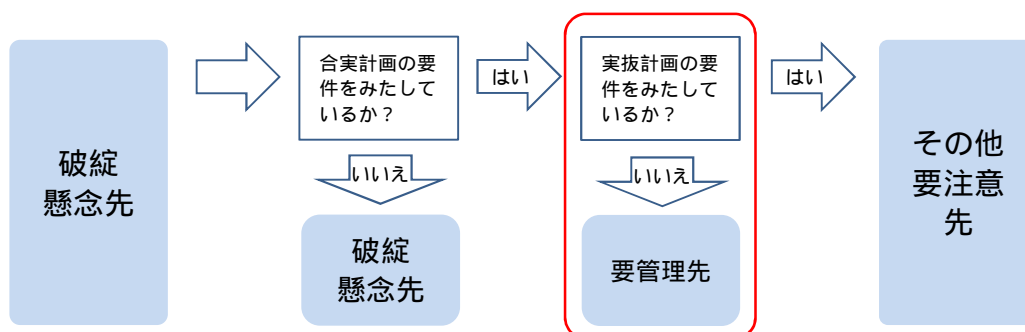 破綻
懸念先
合実計画の要
件をみたして
いるか？
はい
いいえ
破綻
懸念先
実抜計画の要
件をみたして
いるか？
はい
いいえ
要管理先
その他
要注意
先